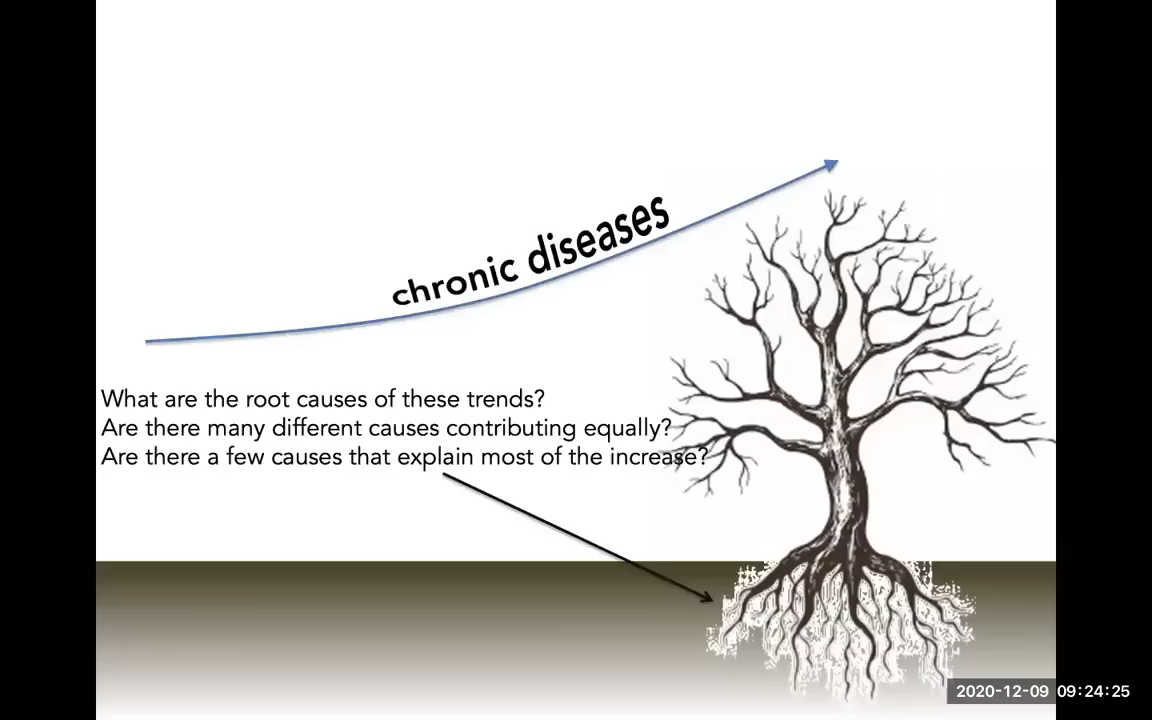 chronic diseases
What are the root causes of these trends?
Are there many different causes contributing equally?
Are there a few causes that explain most of the increase?
2020-12-09 09:24:25